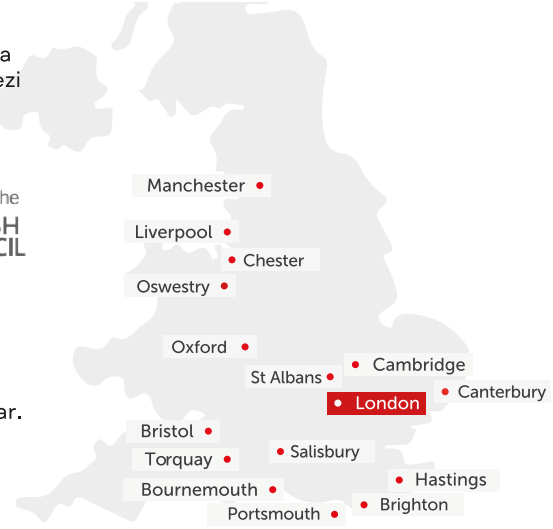 a
ezi
he
SH
CIL
ar.
Manchester
Liverpool
Chester
Oswestry
Oxford
Cambridge
St Albans
Canterbury
London
Bristol
Salisbury
Torquay
Hastings
Bournemouth
Brighton
Portsmouth